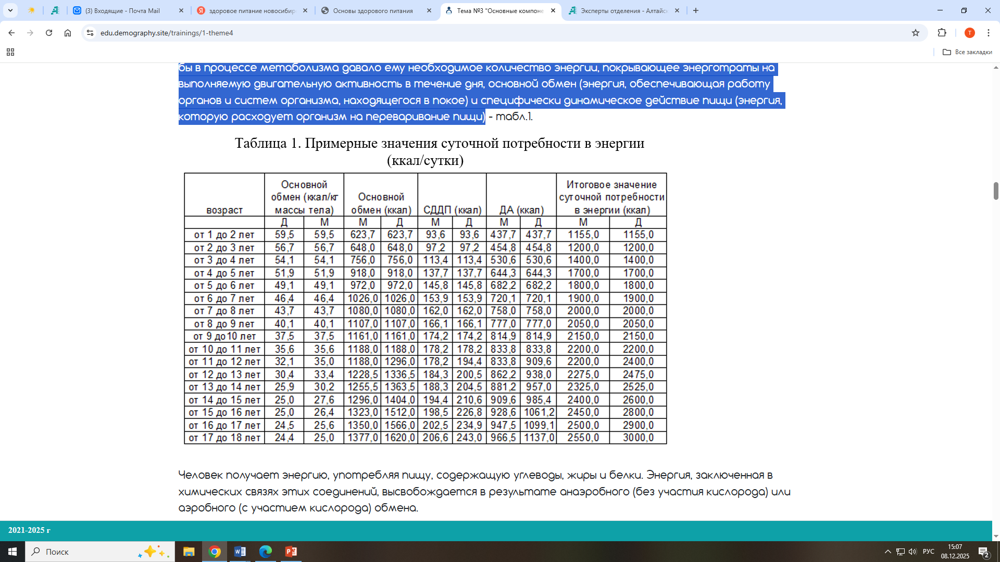 (3) Входящие - Почта Mail
здоровое питание новосибир
Основы здорового питания
Тема №3 "Основные компоне
Эксперты отделения - Алтайск
edu.demography.site/trainings/1-theme4
T
Все закладки
бы в процессе метаболизма давало ему необходимое количество энергии, покрывающее энерготраты на
выполняемую двигательную активность в течение дня, основной обмен (энергия, обеспечивающая работу
органов и систем организма, находящегося в покое) и специфически динамическое действие пищи (энергия,
которую расходует организм на переваривание пищи) - табл.1.
Таблица 1. Примерные значения суточной потребности в энергии
(ккал/сутки)
возраст Основной обмен (ккал/кг массы тела) Основной обмен (ккал) СДДП (ккал) ДА (ккал) Итоговое значение суточной потребности в энергии (ккал)
Д М М Д М Д М Д М Д
от 1 до 2 лет 59,5 59,5 623,7 623,7 93,6 93,6 437,7 437,7 1155,0 1155,0
от 2 до 3 лет 56,7 56,7 648,0 648,0 97,2 97,2 454,8 454,8 1200,0 1200,0
от 3 до 4 лет 54,1 54,1 756,0 756,0 113,4 113,4 530,6 530,6 1400,0 1400,0
от 4 до 5 лет 51,9 51,9 918,0 918,0 137,7 137,7 644,3 644,3 1700,0 1700,0
от 5 до 6 лет 49,1 49,1 972,0 972,0 145,8 145,8 682,2 682,2 1800,0 1800,0
от 6 до 7 лет 46,4 46,4 1026,0 1026,0 153,9 153,9 720,1 720,1 1900,0 1900,0
от 7 до 8 лет 43,7 43,7 1080,0 1080,0 162,0 162,0 758,0 758,0 2000,0 2000,0
от 8 до 9 лет 40,1 40,1 1107,0 1107,0 166,1 166,1 777,0 777,0 2050,0 2050,0
от 9 до10 лет 37,5 37,5 1161,0 1161,0 174,2 174,2 814,9 814,9 2150,0 2150,0
от 10 до 11 лет 35,6 35,6 1188,0 1188,0 178,2 178,2 833,8 833,8 2200,0 2200,0
от 11 до 12 лет 32,1 35,0 1188,0 1296,0 178,2 194,4 833,8 909,6 2200,0 2400,0
от 12 до 13 лет 30,4 33,4 1228,5 1336,5 184,3 200,5 862,2 938,0 2275,0 2475,0
от 13 до 14 лет 25,9 30,2 1255,5 1363,5 188,3 204,5 881,2 957,0 2325,0 2525,0
от 14 до 15 лет 25,0 27,6 1296,0 1404,0 194,4 210,6 909,6 985,4 2400,0 2600,0
от 15 до 16 лет 25,0 26,4 1323,0 1512,0 198,5 226,8 928,6 1061,2 2450,0 2800,0
от 16 до 17 лет 24,5 25,6 1350,0 1566,0 202,5 234,9 947,5 1099,1 2500,0 2900,0
от 17 до 18 лет 24,4 25,0 1377,0 1620,0 206,6 243,0 966,5 1137,0 2550,0 3000,0
Человек получает энергию, употребляя пищу, содержащую углеводы, жиры и белки. Энергия, заключенная в
химических связях этих соединений, высвобождается в результате анаэробного (без участия кислорода) или
аэробного (с участием кислорода) обмена.
2021-2025 г
Поиск
РУС
15:07
08.12.2025
2